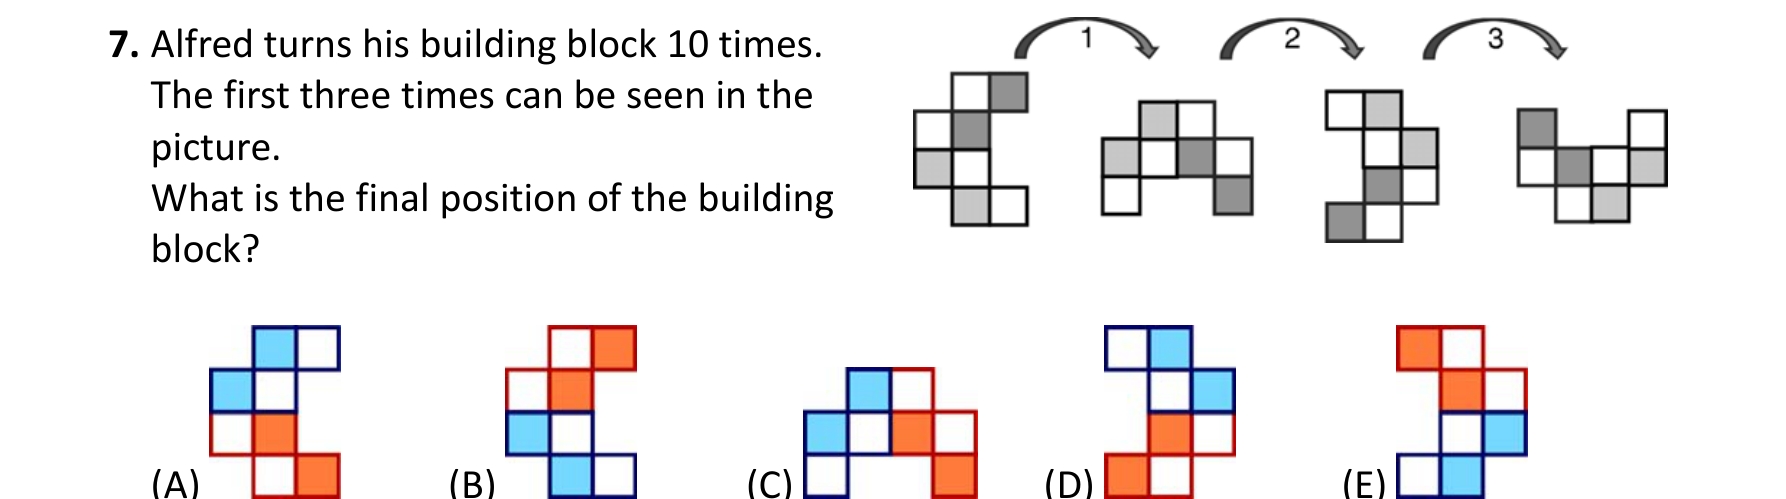 7. Alfred turns his building block 10 times.
The first three times can be seen in the
picture.
What is the final position of the building
block?
1 2 3
(A) (B) (C) (D) (E)